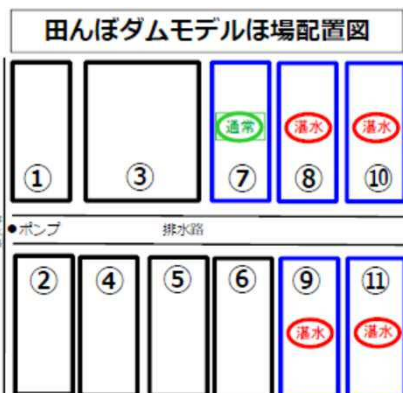 田んぼダムモデルほ場配置図
通常
湛水
湛水
①
③
⑦
⑧
⑩
●ポンプ
排水路
②
④
⑤
⑥
⑨
⑪
湛水
湛水